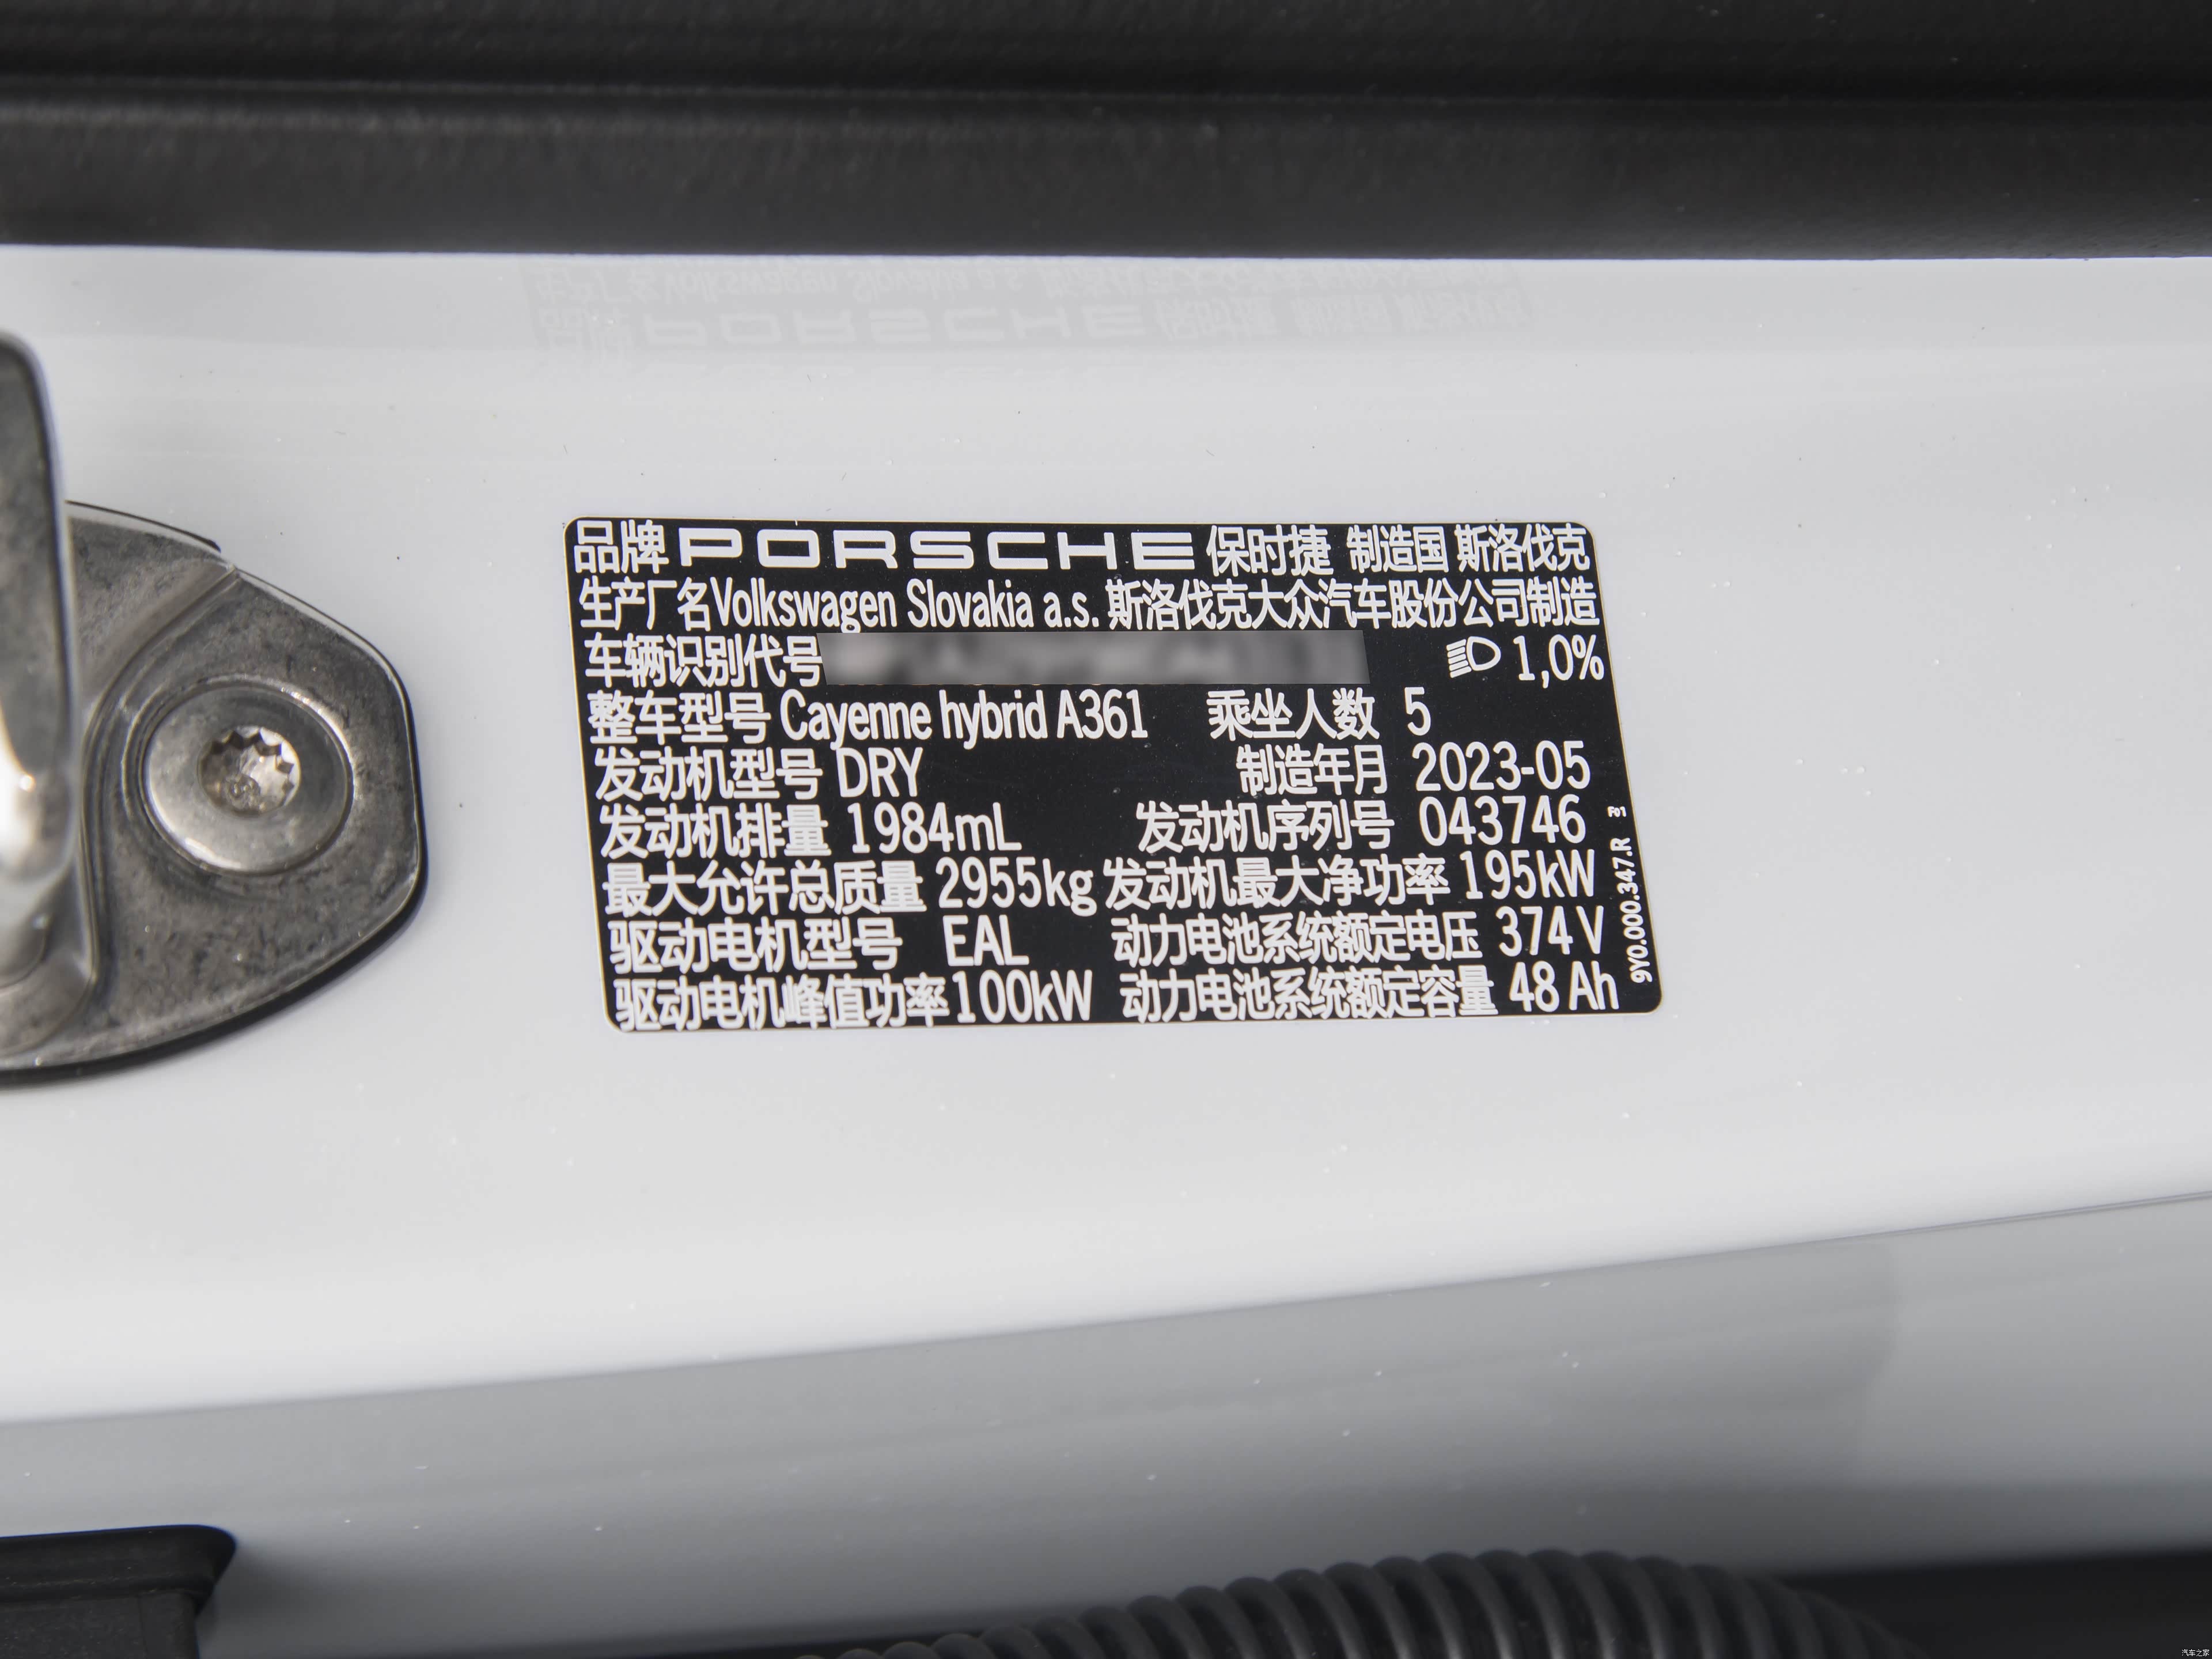 品牌 PORSCHE 保时捷 制造国 斯洛伐克
生产厂名Volkswagen Slovakia a.s. 斯洛伐克大众汽车股份公司制造
车辆识别代号 1,0%
整车型号 Cayenne hybrid A361 乘坐人数 5
发动机型号 DRY 制造年月 2023-05
发动机排量 1984mL 发动机序列号 043746
最大允许总质量 2955kg 发动机最大净功率 195kW
驱动电机型号 EAL 动力电池系统额定电压 374V
驱动电机峰值功率100kW 动力电池系统额定容量 48Ah
9Y0.000.347.R F01
汽车之家